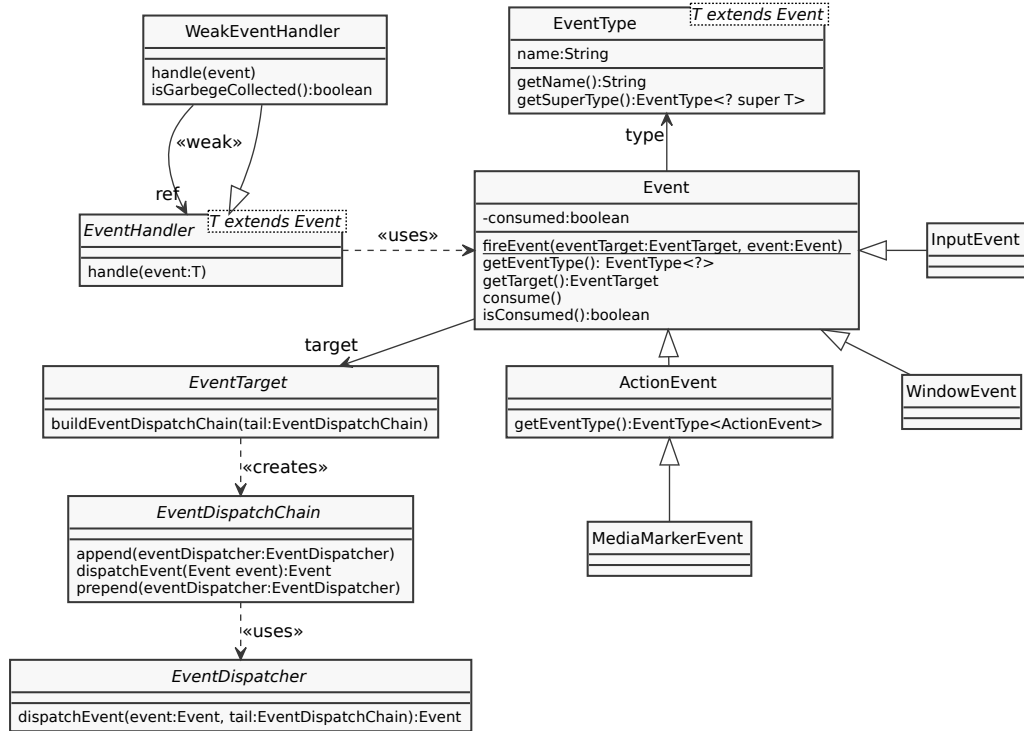 WeakEventHandler
handle(event)
isGarbegeCollected():boolean
EventType
T extends Event
name:String
getName():String
getSuperType():EventType<? super T>
«weak»
ref
type
EventHandler
T extends Event
handle(event:T)
«uses»
Event
-consumed:boolean
fireEvent(eventTarget:EventTarget, event:Event)
getEventType(): EventType<?>
getTarget():EventTarget
consume()
isConsumed():boolean
InputEvent
target
EventTarget
buildEventDispatchChain(tail:EventDispatchChain)
ActionEvent
getEventType():EventType<ActionEvent>
WindowEvent
«creates»
EventDispatchChain
append(eventDispatcher:EventDispatcher)
dispatchEvent(Event event):Event
prepend(eventDispatcher:EventDispatcher)
MediaMarkerEvent
«uses»
EventDispatcher
dispatchEvent(event:Event, tail:EventDispatchChain):Event